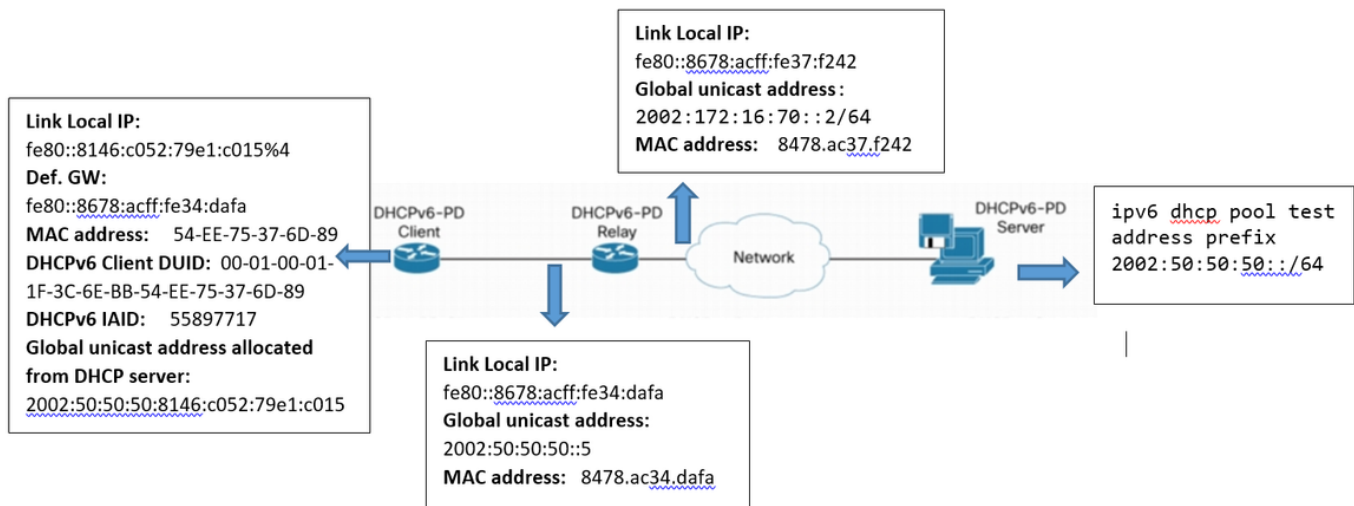 Link Local IP:
fe80::8678:acff:fe37:f242
Global unicast address:
2002:172:16:70::2/64
MAC address: 8478.ac37.f242
Link Local IP:
fe80::8146:c052:79e1:c015%4
Def. GW:
fe80::8678:acff:fe34:dafa
MAC address: 54-EE-75-37-6D-89
DHCPv6 Client DUID: 00-01-00-01-
1F-3C-6E-BB-54-EE-75-37-6D-89
DHCPv6 IAID: 55897717
Global unicast address allocated
from DHCP server:
2002:50:50:50:8146:c052:79e1:c015
DHCPv6-PD
Client
DHCPv6-PD
Relay
Network
DHCPv6-PD
Server
ipv6 dhcp pool test
address prefix
2002:50:50:50::/64
Link Local IP:
fe80::8678:acff:fe34:dafa
Global unicast address:
2002:50:50:50::5
MAC address: 8478.ac34.dafa